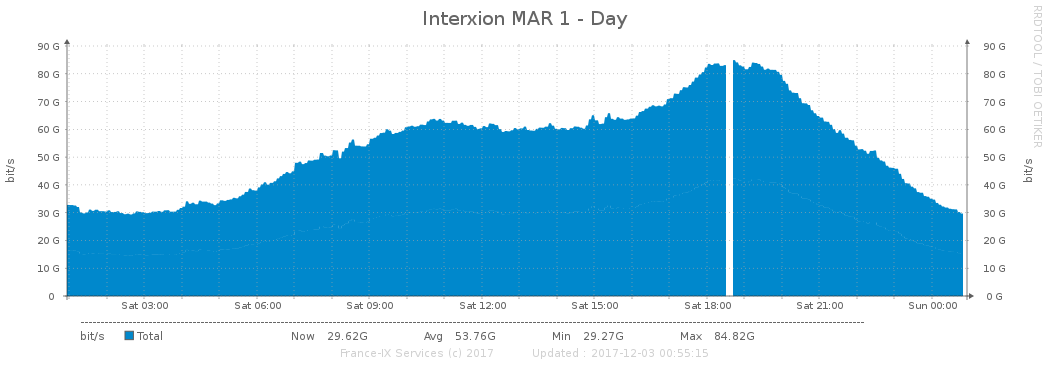 Interxion MAR 1 - Day
RRDTOOL / TOBI OETIKER
bit/s
90 G 90 G
80 G 80 G
70 G 70 G
60 G 60 G
50 G 50 G
40 G 40 G
30 G 30 G
20 G 20 G
10 G 10 G
0 0 G
bit/s
Sat 03:00 Sat 06:00 Sat 09:00 Sat 12:00 Sat 15:00 Sat 18:00 Sat 21:00 Sun 00:00
bit/s Total Now 29.62G Avg 53.76G Min 29.27G Max 84.82G
France-IX Services (c) 2017 Updated : 2017-12-03 00:55:15